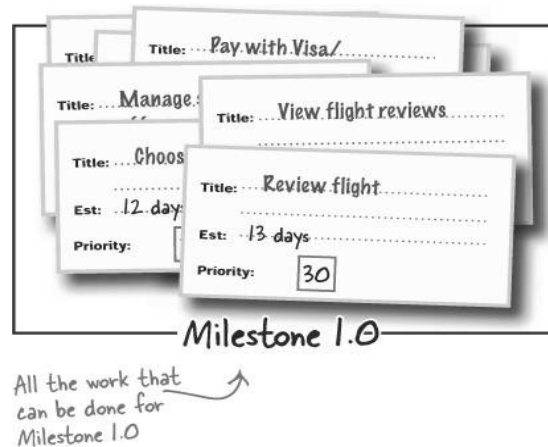 Title: Pay with Visa/
Title:
Title: Manage
Title: View flight reviews
Title: Choos
Est: 12 days
Priority:
Title: Review flight
Est: 13 days
Priority: 30
Milestone 1.0
All the work that
can be done for
Milestone 1.0